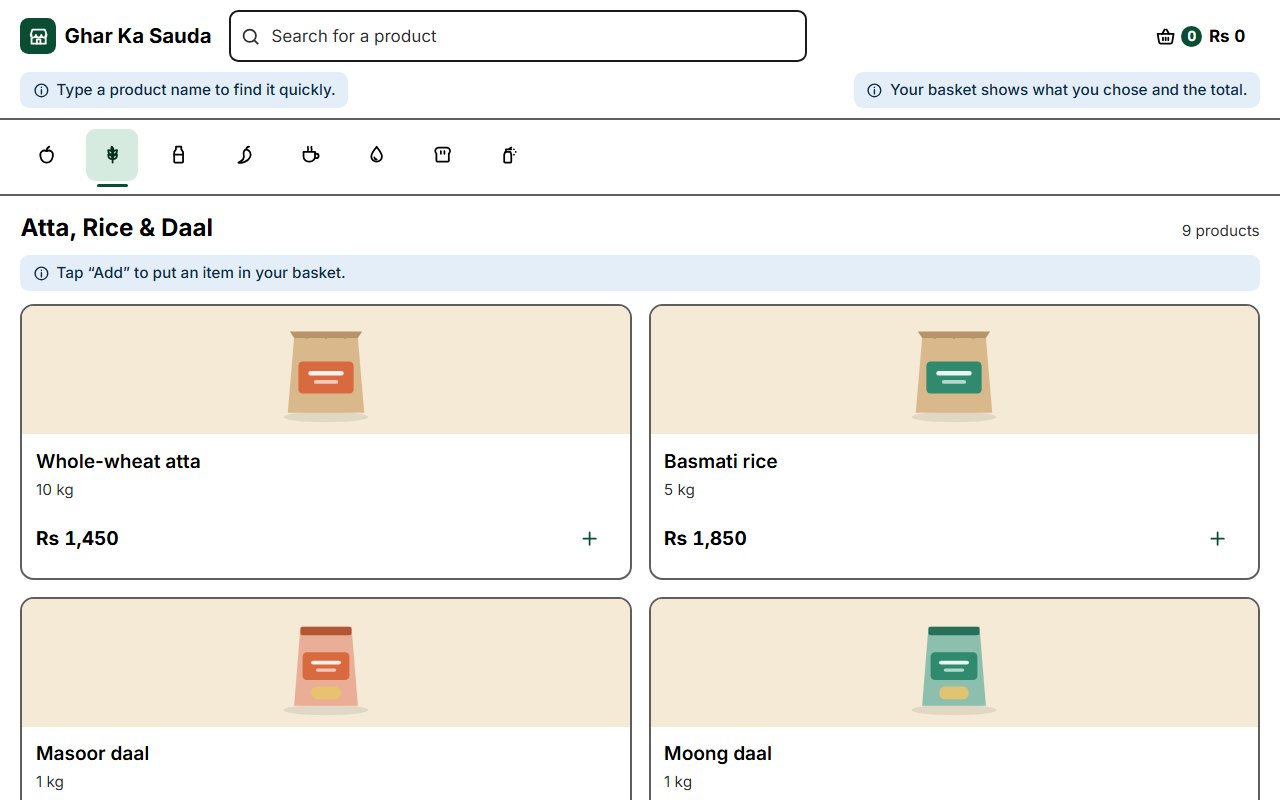 Ghar Ka Sauda
Search for a product
0 Rs 0
Type a product name to find it quickly.
Your basket shows what you chose and the total.
Atta, Rice & Daal
9 products
Tap “Add” to put an item in your basket.
Whole-wheat atta
10 kg
Rs 1,450
Basmati rice
5 kg
Rs 1,850
Masoor daal
1 kg
Moong daal
1 kg